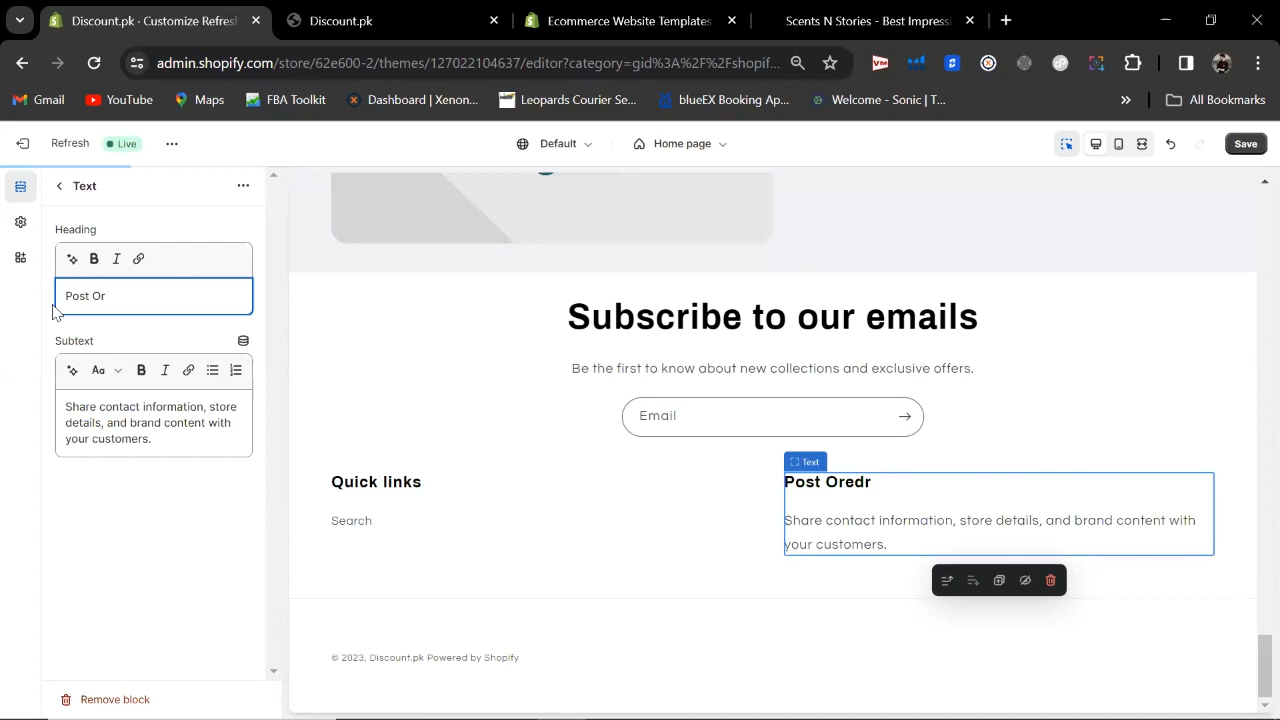 Discount.pk · Customize Refresh
Discount.pk
Ecommerce Website Templates
Scents N Stories - Best Impressi
admin.shopify.com/store/62e600-2/themes/127022104637/editor?category=gid%3A%2F%2Fshopif...
Gmail
YouTube
Maps
FBA Toolkit
Dashboard | Xenon...
Leopards Courier Se...
blueEX Booking Ap...
Welcome - Sonic | T...
All Bookmarks
Refresh
Live
Default
Home page
Save
Text
Heading
B I
Post Or
Subtext
Aa B I
Share contact information, store
details, and brand content with
your customers.
Remove block
Subscribe to our emails
Be the first to know about new collections and exclusive offers.
Email
Quick links
Search
Text
Post Oredr
Share contact information, store details, and brand content with
your customers.
© 2023, Discount.pk Powered by Shopify